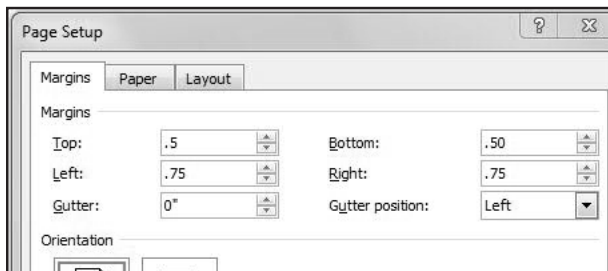 Page Setup
Margins Paper Layout
Margins
Top: .5 Bottom: .50
Left: .75 Right: .75
Gutter: 0" Gutter position: Left
Orientation